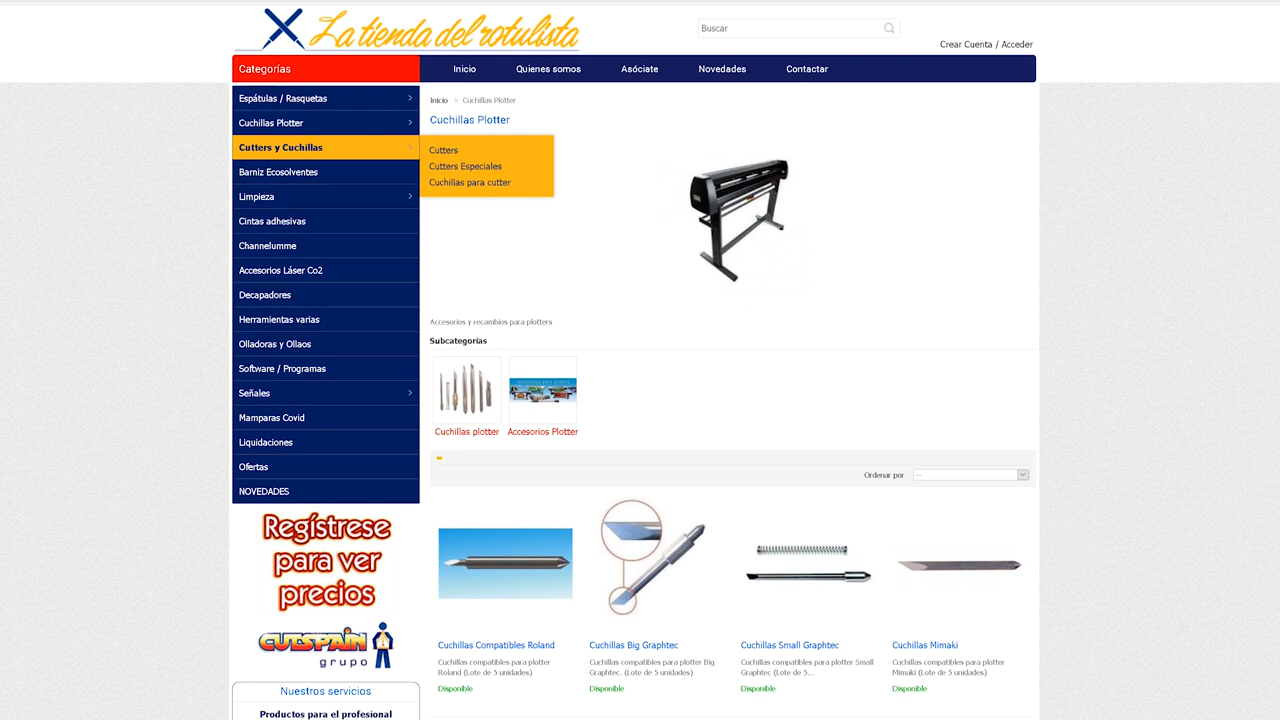 La tienda del rotulista
Buscar
Crear Cuenta / Acceder
Categorías
Inicio
Quienes somos
Asóciate
Novedades
Contactar
Espátulas / Rasquetas
Cuchillas Plotter
Cutters y Cuchillas
Barniz Ecosolventes
Limpieza
Cintas adhesivas
Channelumme
Accesorios Láser Co2
Decapadores
Herramientas varias
Olladoras y Ollaos
Software / Programas
Señales
Mamparas Covid
Liquidaciones
Ofertas
NOVEDADES
Regístrese
para ver
precios
CUTSPAIN
grupo
Nuestros servicios
Productos para el profesional
Inicio > Cuchillas Plotter
Cuchillas Plotter
Cutters
Cutters Especiales
Cuchillas para cutter
Accesorios y recambios para plotters
Subcategorías
Cuchillas plotter
Accesorios Plotter
Ordenar por
--
Cuchillas Compatibles Roland
Cuchillas compatibles para plotter
Roland (Lote de 5 unidades)
Disponible
Cuchillas Big Graphtec
Cuchillas compatibles para plotter Big
Graphtec. (Lote de 5 unidades)
Disponible
Cuchillas Small Graphtec
Cuchillas compatibles para plotter Small
Graphtec (Lote de 5...
Disponible
Cuchillas Mimaki
Cuchillas compatibles para plotter
Mimaki (Lote de 5 unidades)
Disponible